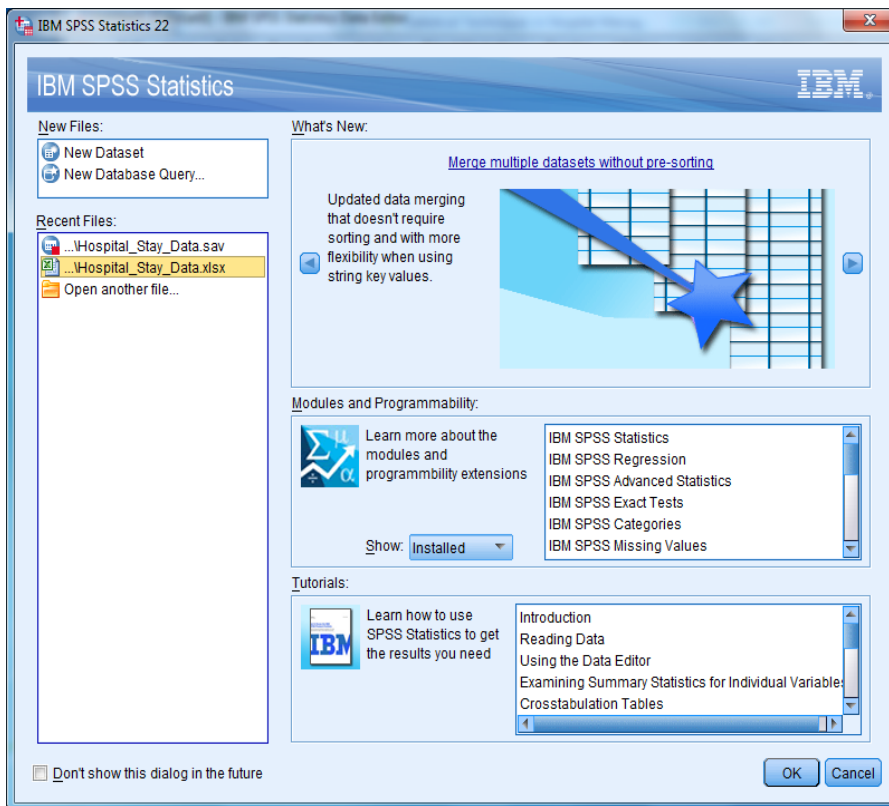 IBM SPSS Statistics 22
IBM SPSS Statistics
IBM
New Files:
New Dataset
New Database Query...
Recent Files:
...\Hospital_Stay_Data.sav
...\Hospital_Stay_Data.xlsx
Open another file...
What's New:
Merge multiple datasets without pre-sorting
Updated data merging
that doesn't require
sorting and with more
flexibility when using
string key values.
Modules and Programmability:
Learn more about the
modules and
programmbility extensions
Show: Installed
IBM SPSS Statistics
IBM SPSS Regression
IBM SPSS Advanced Statistics
IBM SPSS Exact Tests
IBM SPSS Categories
IBM SPSS Missing Values
Tutorials:
IBM
Learn how to use
SPSS Statistics to get
the results you need
Introduction
Reading Data
Using the Data Editor
Examining Summary Statistics for Individual Variable
Crosstabulation Tables
Don't show this dialog in the future
OK
Cancel